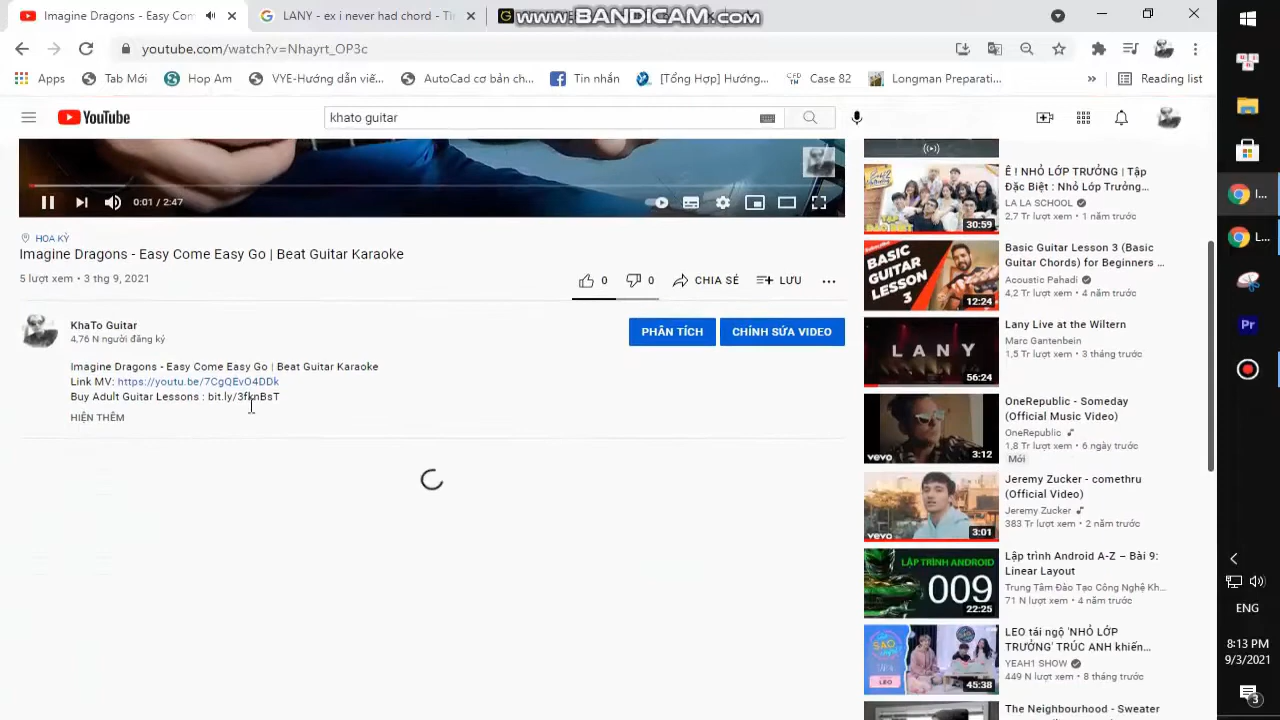 Imagine Dragons - Easy Com
LANY - ex i never had chord - T
www.BANDICAM.com
youtube.com/watch?v=Nhayrt_OP3c
Apps
Tab Mới
Hop Am
VYE-Hướng dẫn viế...
AutoCad cơ bản ch...
Tin nhắn
[Tổng Hợp] Hướng...
Case 82
Longman Preparati...
»
Reading list
YouTube
khato guitar
0:01 / 2:47
HOA KỲ
Imagine Dragons - Easy Come Easy Go | Beat Guitar Karaoke
5 lượt xem • 3 thg 9, 2021
0
0
CHIA SẺ
LƯU
KhaTo Guitar
4,76 N người đăng ký
PHÂN TÍCH
CHỈNH SỬA VIDEO
Imagine Dragons - Easy Come Easy Go | Beat Guitar Karaoke
Link MV: https://youtu.be/7CgQEvO4DDk
Buy Adult Guitar Lessons : bit.ly/3fknBsT
HIỆN THÊM
30:59
Ê ! NHỎ LỚP TRƯỞNG | Tập
Đặc Biệt : Nhỏ Lớp Trưởng...
LA LA SCHOOL
2,7 Tr lượt xem • 1 năm trước
BASIC
GUITAR
LESSON
3
12:24
Basic Guitar Lesson 3 (Basic
Guitar Chords) for Beginners ...
Acoustic Pahadi
4,2 Tr lượt xem • 4 năm trước
LANY
56:24
Lany Live at the Wiltern
Marc Gantenbein
1,5 Tr lượt xem • 3 tháng trước
vevo
3:12
OneRepublic - Someday
(Official Music Video)
OneRepublic
1,8 Tr lượt xem • 6 ngày trước
Mới
vevo
3:01
Jeremy Zucker - comethru
(Official Video)
Jeremy Zucker
383 Tr lượt xem • 2 năm trước
LẬP TRÌNH ANDROID
009
22:25
Lập trình Android A-Z – Bài 9:
Linear Layout
Trung Tâm Đào Tạo Công Nghệ Kh...
71 N lượt xem • 4 năm trước
SAO
LEO
45:38
LEO tái ngộ 'NHỎ LỚP
TRƯỞNG' TRÚC ANH khiến...
YEAH1 SHOW
449 N lượt xem • 8 tháng trước
The Neighbourhood - Sweater
I...
L...
Pr
ENG
8:13 PM
9/3/2021
3